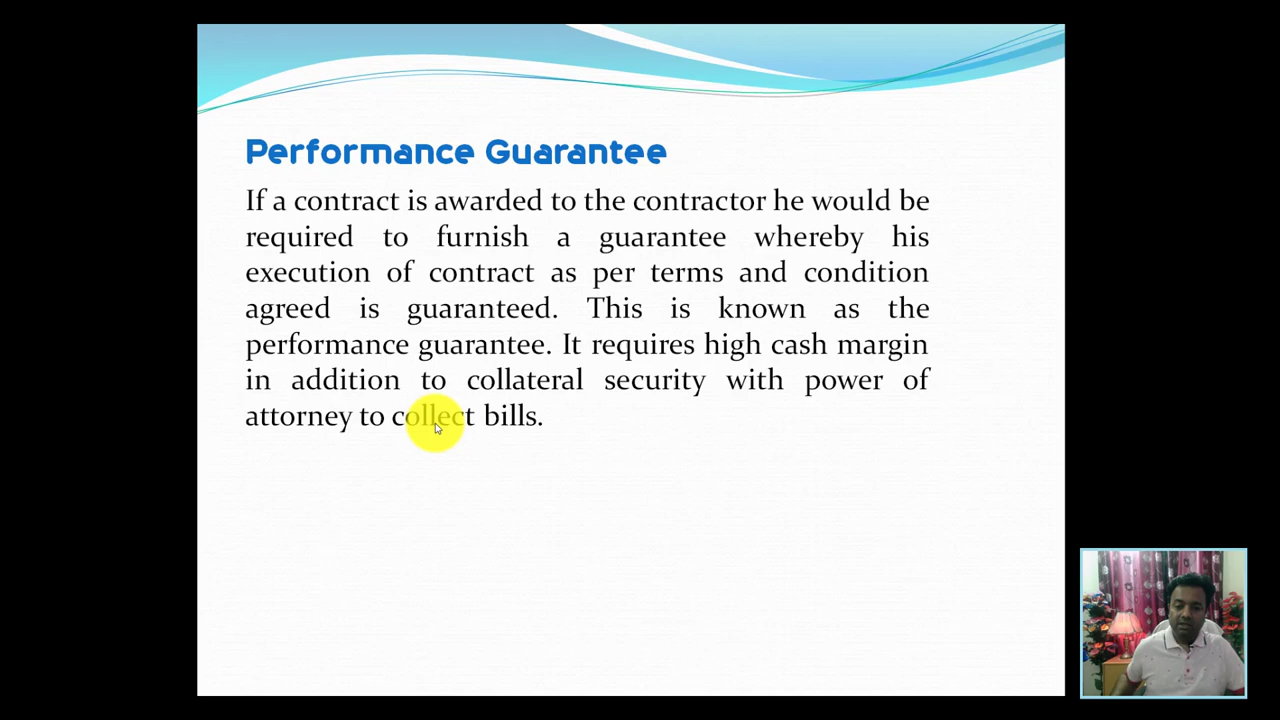 Performance Guarantee
If a contract is awarded to the contractor he would be
required to furnish a guarantee whereby his
execution of contract as per terms and condition
agreed is guaranteed. This is known as the
performance guarantee. It requires high cash margin
in addition to collateral security with power of
attorney to collect bills.